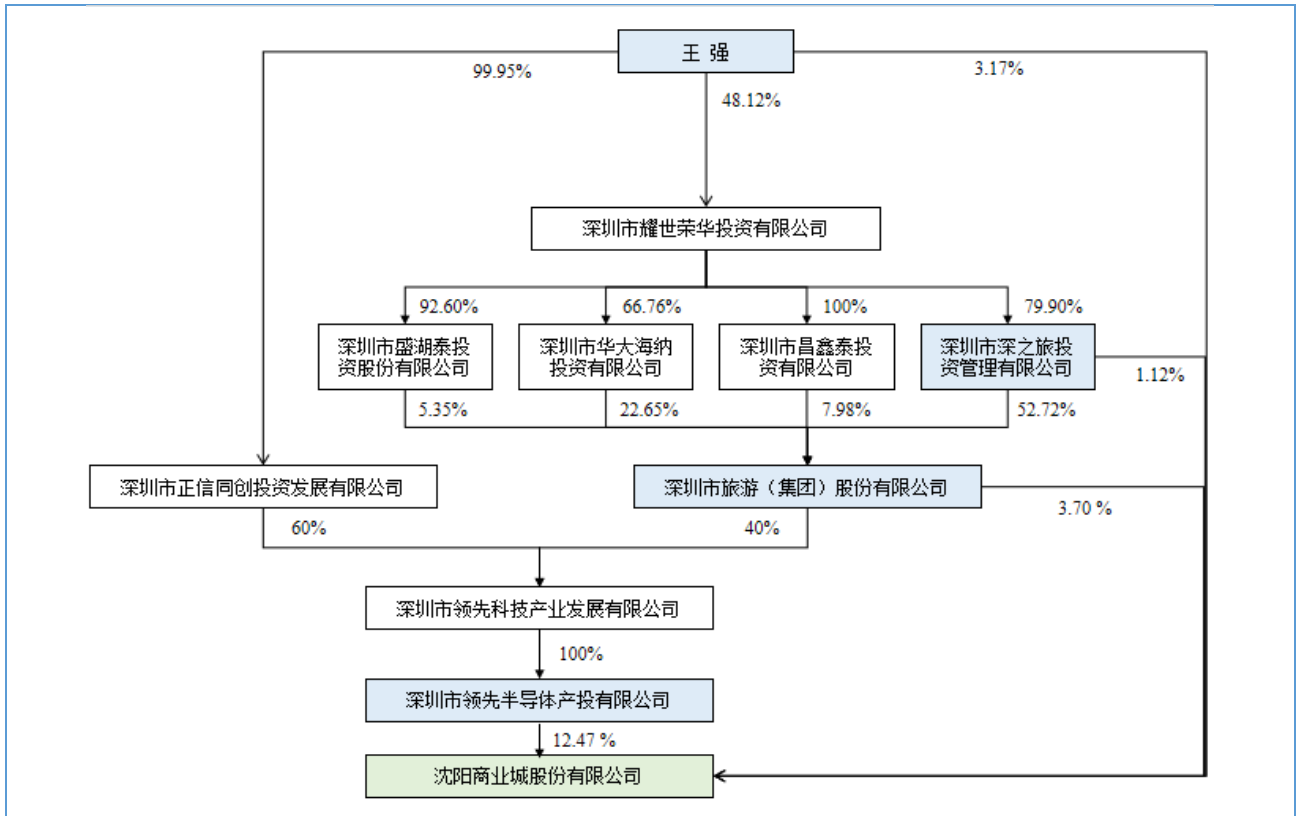 王 强
99.95%
3.17%
48.12%
深圳市耀世荣华投资有限公司
92.60%
66.76%
100%
79.90%
深圳市盛湖泰投
资股份有限公司
深圳市华大海纳
投资有限公司
深圳市昌鑫泰投
资有限公司
深圳市深之旅投
资管理有限公司
1.12%
5.35%
22.65%
7.98%
52.72%
深圳市正信同创投资发展有限公司
深圳市旅游（集团）股份有限公司
3.70 %
60%
40%
深圳市领先科技产业发展有限公司
100%
深圳市领先半导体产投有限公司
12.47 %
沈阳商业城股份有限公司